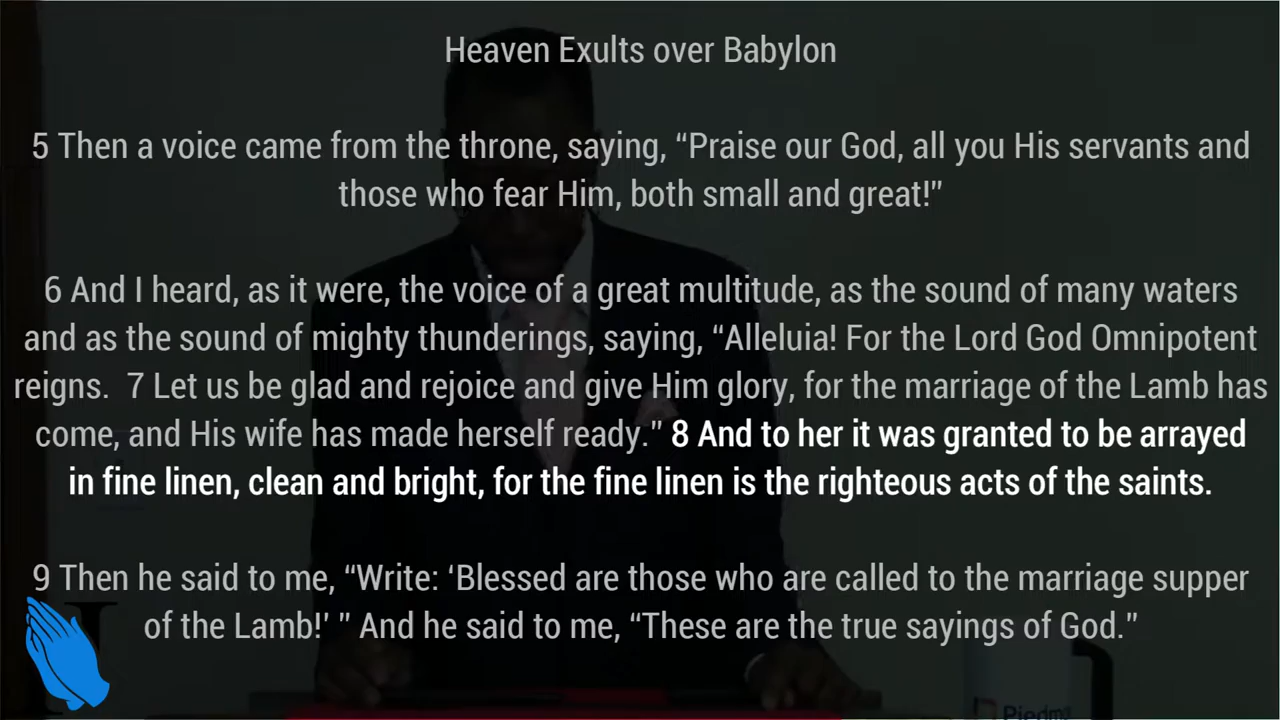 Heaven Exults over Babylon
5 Then a voice came from the throne, saying, “Praise our God, all you His servants and
those who fear Him, both small and great!”
6 And I heard, as it were, the voice of a great multitude, as the sound of many waters
and as the sound of mighty thunderings, saying, “Alleluia! For the Lord God Omnipotent
reigns.  7 Let us be glad and rejoice and give Him glory, for the marriage of the Lamb has
come, and His wife has made herself ready.” 8 And to her it was granted to be arrayed
in fine linen, clean and bright, for the fine linen is the righteous acts of the saints.
9 Then he said to me, “Write: ‘Blessed are those who are called to the marriage supper
of the Lamb!’ ” And he said to me, “These are the true sayings of God.”